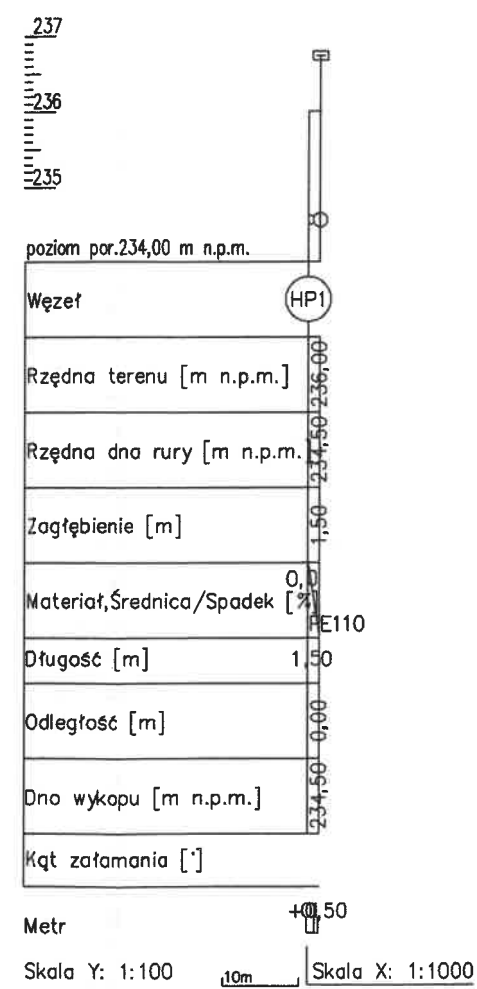 237
236
235
poziom por.234,00 m n.p.m.
Węzeł HP1
Rzędna terenu [m n.p.m.] 236,00
Rzędna dna rury [m n.p.m. 234,50
Zagłębienie [m] 1,50
Materiał,Średnica/Spadek [%] 0,0
PE110
Długość [m] 1,50
Odległość [m] 0,00
Dno wykopu [m n.p.m.] 234,50
Kąt załamania [°]
Metr
Skala Y: 1:100 10m Skala X: 1:1000